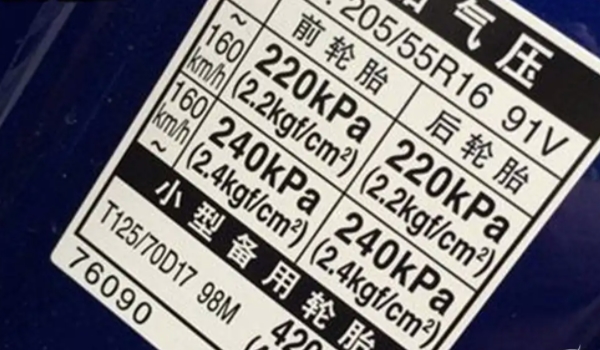 气压
205/55R16 91V
前轮胎 后轮胎
~160 km/h 220kPa (2.2kgf/cm²) 220kPa (2.2kgf/cm²)
160 km/h~ 240kPa (2.4kgf/cm²) 240kPa (2.4kgf/cm²)
小型备用轮胎
T125/70D17 98M
76090